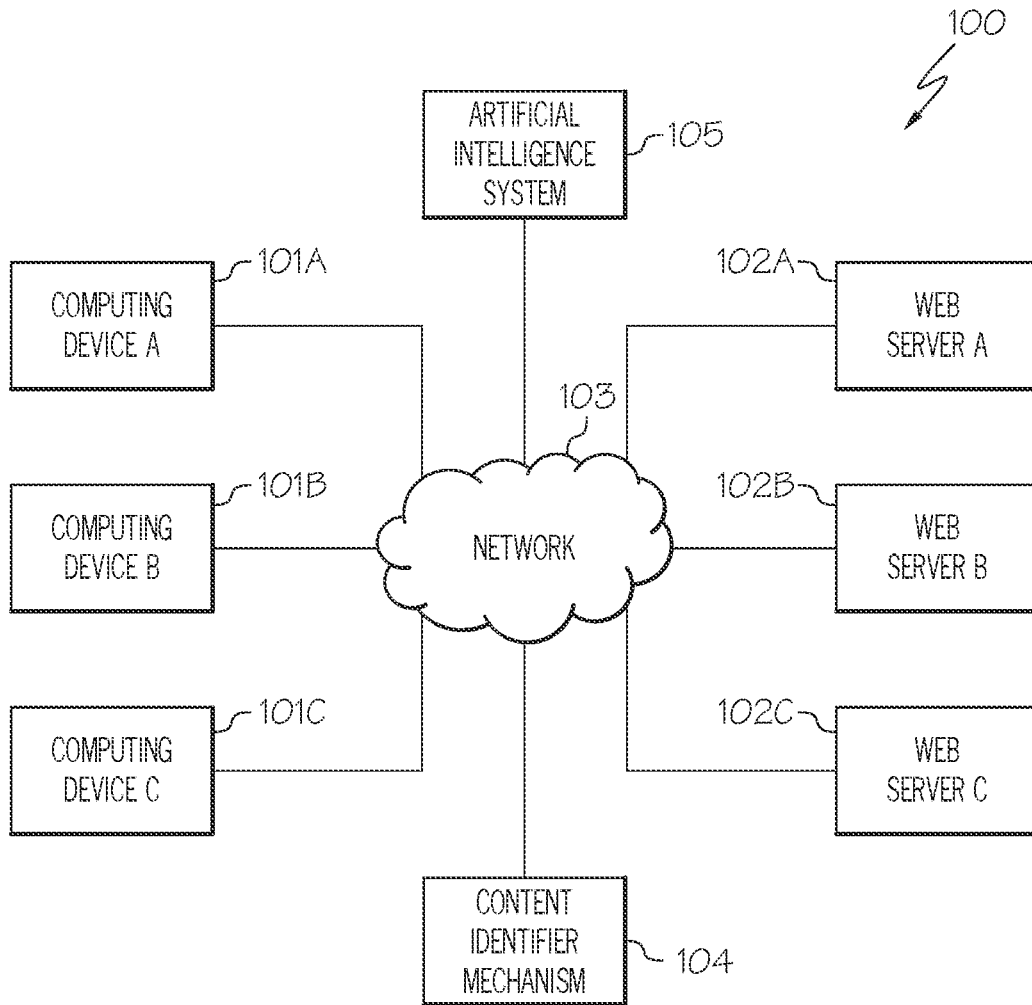 100
ARTIFICIAL
INTELLIGENCE
SYSTEM
105
101A
COMPUTING
DEVICE A
102A
WEB
SERVER A
103
101B
COMPUTING
DEVICE B
NETWORK
102B
WEB
SERVER B
101C
COMPUTING
DEVICE C
102C
WEB
SERVER C
CONTENT
IDENTIFIER
MECHANISM
104